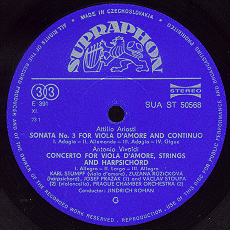 MADE IN CZECHOSLOVAKIA
SUPRAPHON
33
STEREO
E 391
XI.
73.1
SUA ST 50568
Attilio Ariosti
SONATA No. 3 FOR VIOLA D'AMORE AND CONTINUO
I. Adagio - II. Allemande - III. Adagio - IV. Gigue
Antonio Vivaldi
CONCERTO FOR VIOLA D'AMORE, STRINGS
AND HARPSICHORD
I. Allegro - II. Largo - III. Allegro
KARL STUMPF (viola d'amore), ZUZANA RŮŽIČKOVÁ
(harpsichord), JOSEF PRAŽÁK (1) and VÁCLAV STOUPA
(2) (violoncello), PRAGUE CHAMBER ORCHESTRA (2)
Conductor: JINDŘICH ROHAN
G